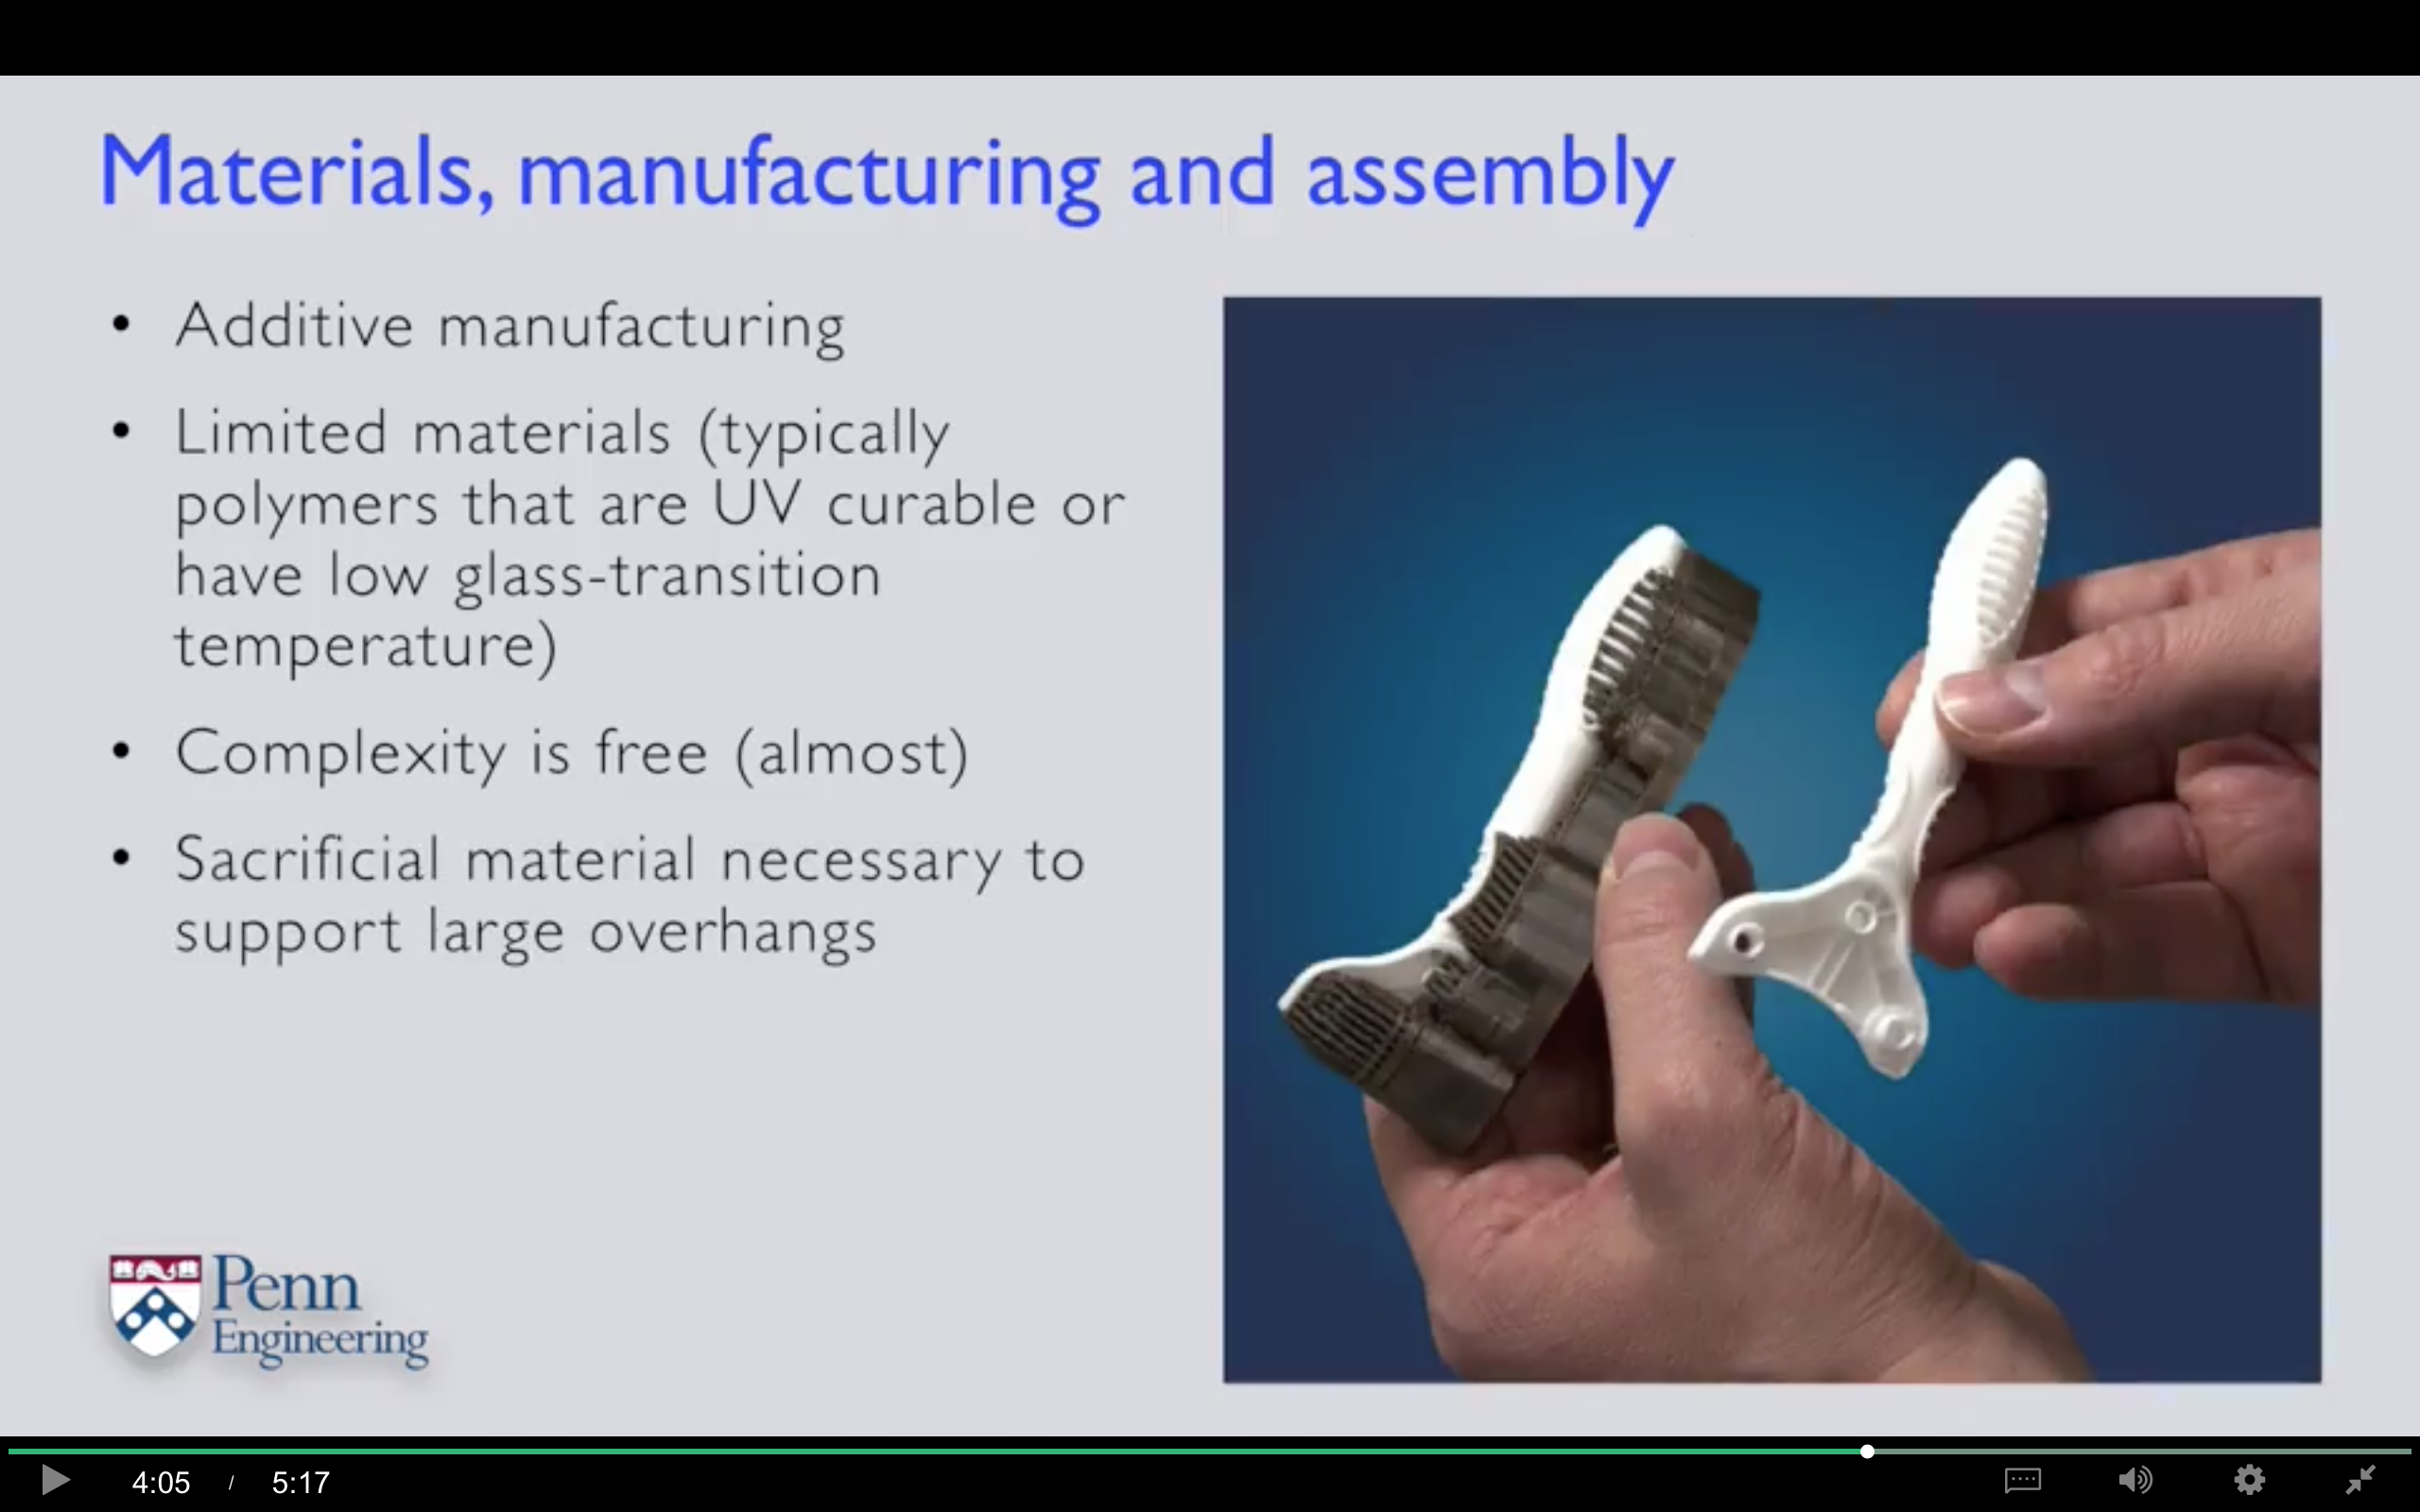 Materials, manufacturing and assembly
• Additive manufacturing
• Limited materials (typically
polymers that are UV curable or
have low glass-transition
temperature)
• Complexity is free (almost)
• Sacrificial material necessary to
support large overhangs
Penn
Engineering
4:05 / 5:17